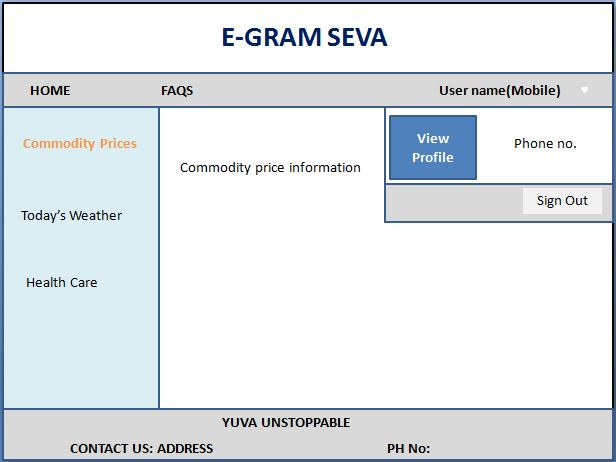 E-GRAM SEVA
HOME FAQS User name(Mobile)
Commodity Prices
Today's Weather
Health Care
Commodity price information
View
Profile
Phone no.
Sign Out
YUVA UNSTOPPABLE
CONTACT US: ADDRESS PH No: